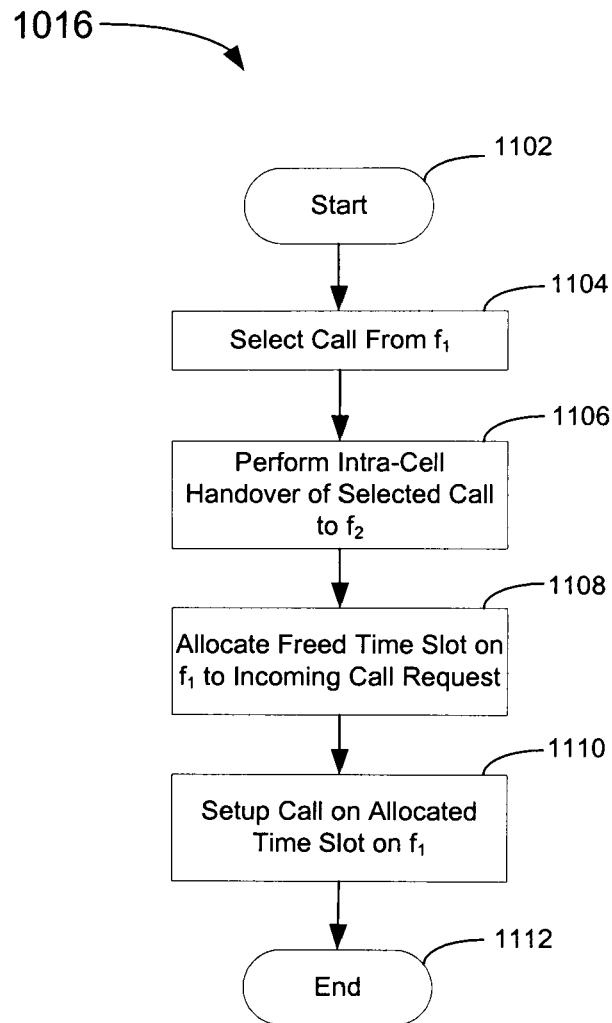 1016
1102
Start
1104
Select Call From f₁
1106
Perform Intra-Cell
Handover of Selected Call
to f₂
1108
Allocate Freed Time Slot on
f₁ to Incoming Call Request
1110
Setup Call on Allocated
Time Slot on f₁
1112
End